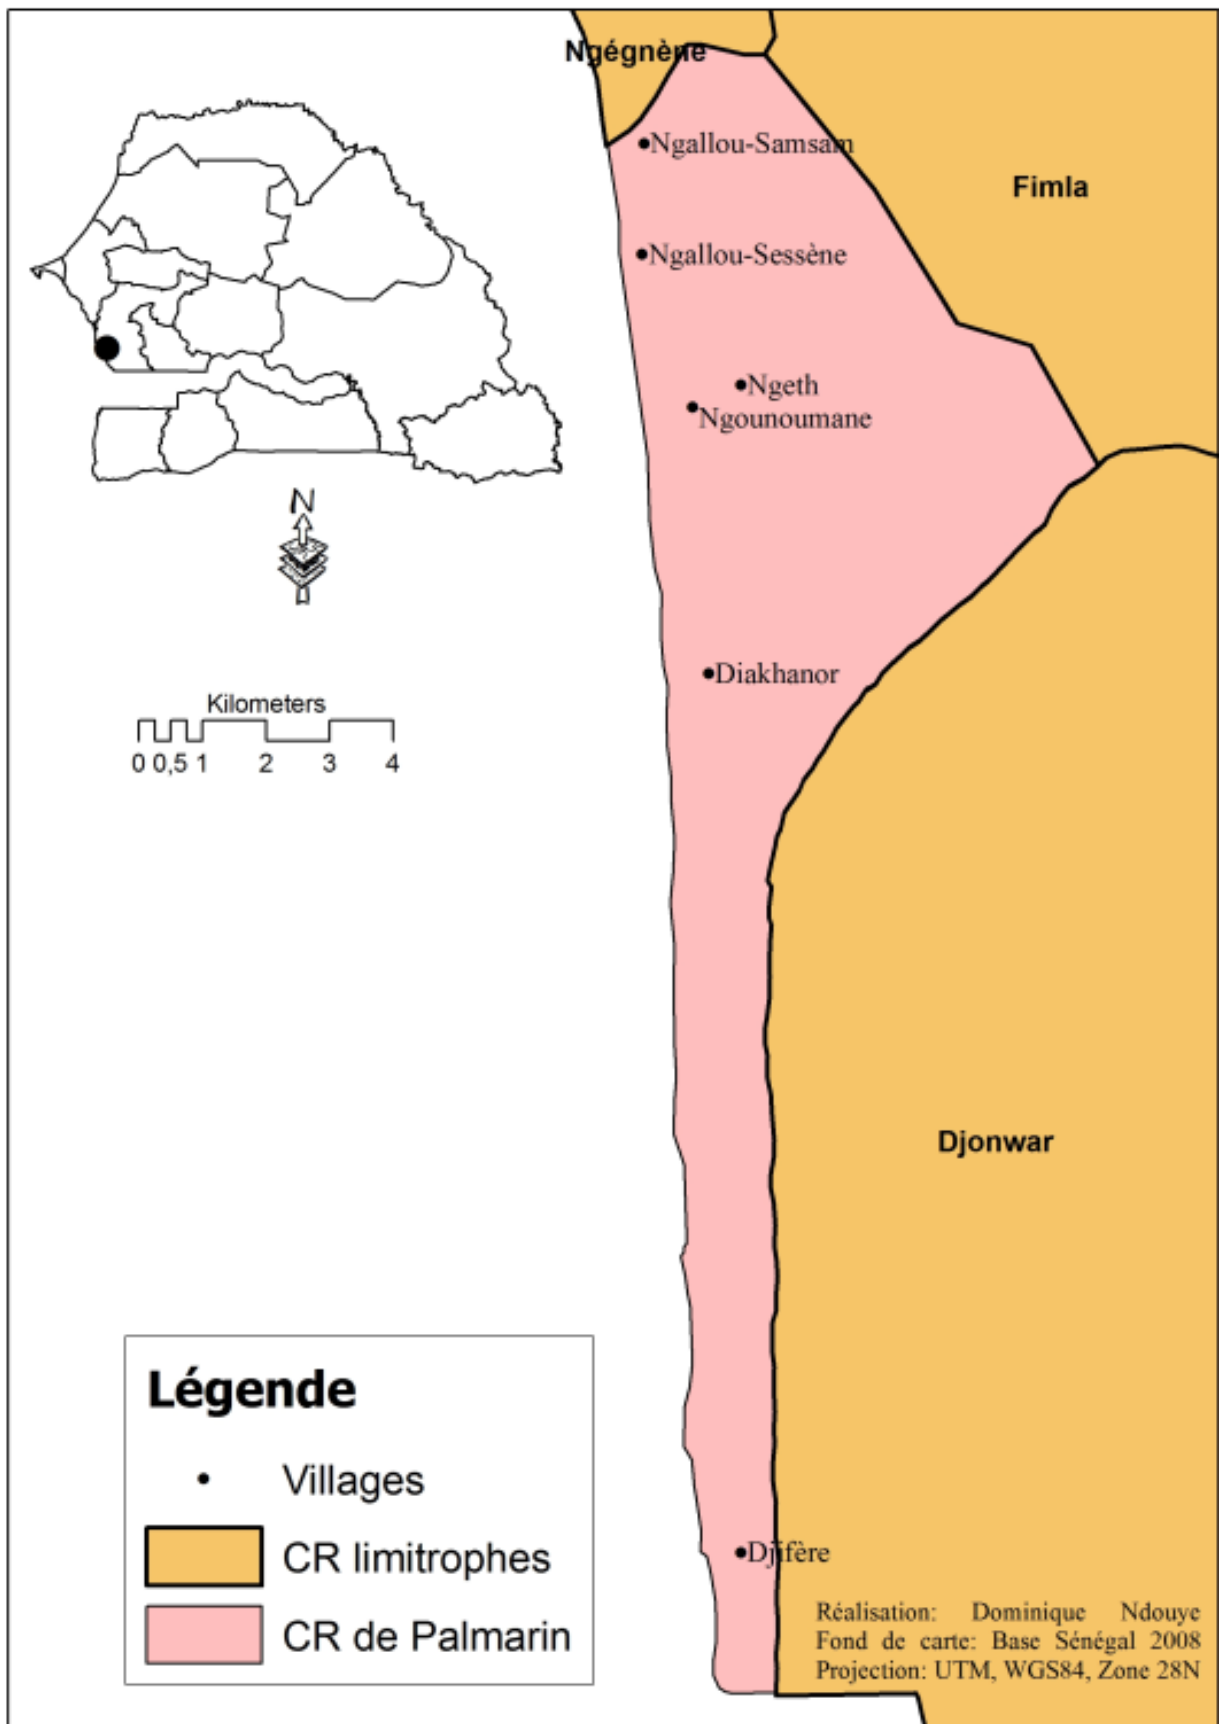 Ngégnène
Ngallou-Samsam
Fimla
Ngallou-Sessène
Ngeth
Ngounoumane
N
Diakhanor
Kilometers
0 0,5 1 2 3 4
Djonwar
Légende
Villages
CR limitrophes
CR de Palmarin
Djifère
Réalisation: Dominique Ndouye
Fond de carte: Base Sénégal 2008
Projection: UTM, WGS84, Zone 28N